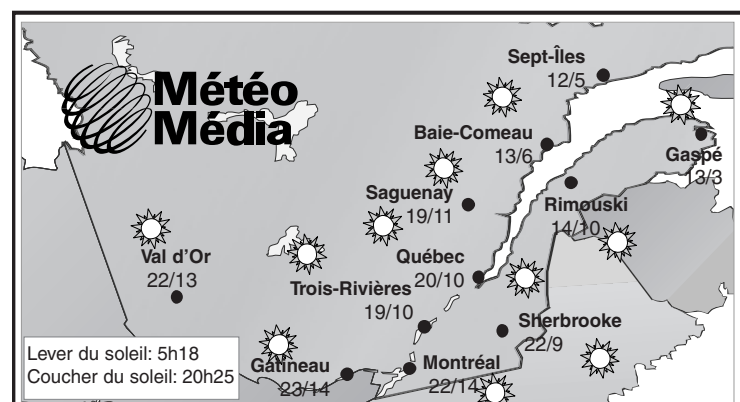 Météo
Média
Sept-Îles
12/5
Baie-Comeau
13/6
Gaspé
13/3
Saguenay
19/11
Rimouski
14/10
Val d'Or
22/13
Québec
20/10
Trois-Rivières
19/10
Sherbrooke
22/9
Gatineau
23/14
Montréal
22/14
Lever du soleil: 5h18
Coucher du soleil: 20h25